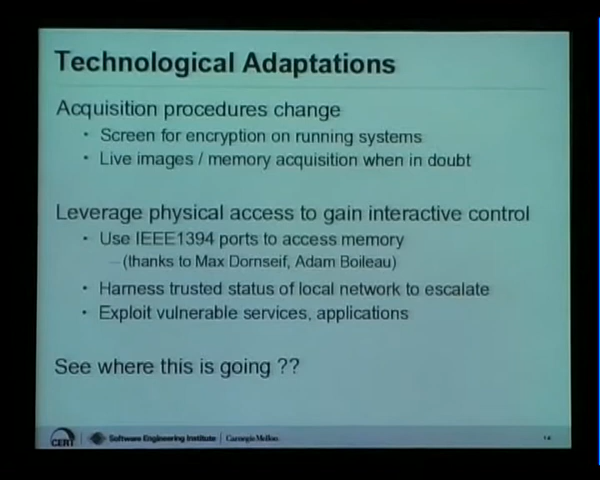 Technological Adaptations
Acquisition procedures change
• Screen for encryption on running systems
• Live images / memory acquisition when in doubt
Leverage physical access to gain interactive control
• Use IEEE1394 ports to access memory
—(thanks to Max Dornseif, Adam Boileau)
• Harness trusted status of local network to escalate
• Exploit vulnerable services, applications
See where this is going ??
CERT | Software Engineering Institute | Carnegie Mellon